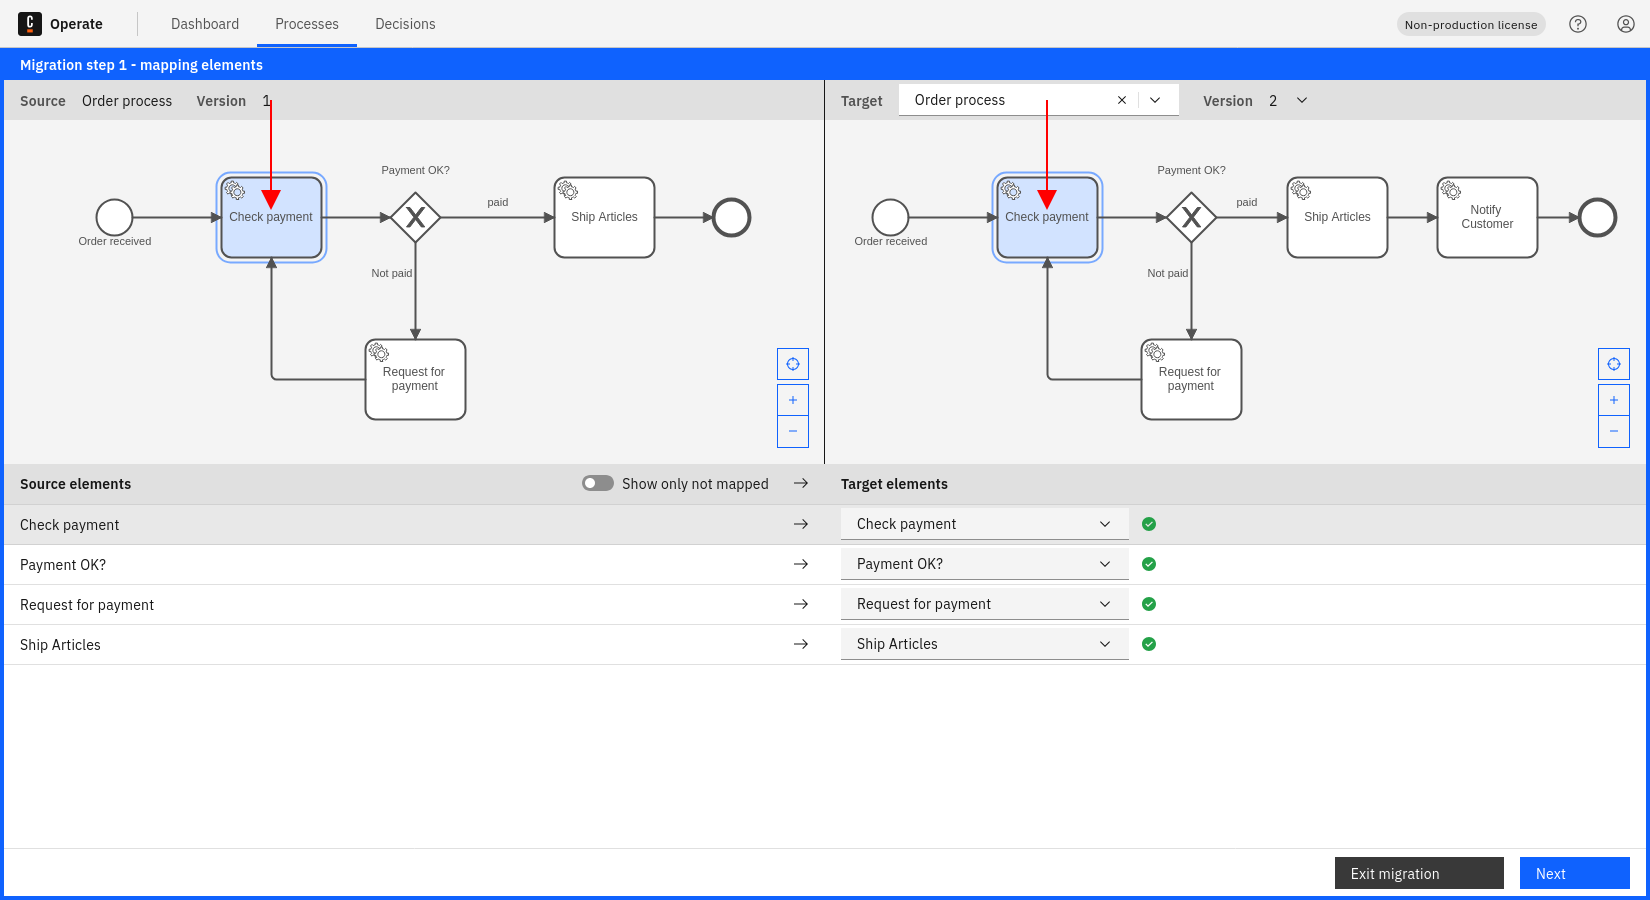 Operate
Dashboard
Processes
Decisions
Non-production license
Migration step 1 - mapping elements
Source Order process Version 1
Target Order process Version 2
Payment OK?
Check payment
paid
Ship Articles
Order received
Not paid
Request for
payment
Payment OK?
Check payment
paid
Ship Articles
Notify
Customer
Order received
Not paid
Request for
payment
Source elements Show only not mapped Target elements
Check payment Check payment
Payment OK? Payment OK?
Request for payment Request for payment
Ship Articles Ship Articles
Exit migration
Next